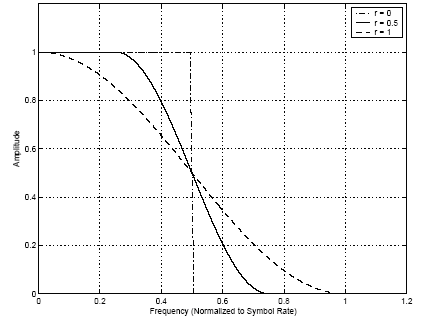 r = 0
r = 0.5
r = 1
1
0.8
0.6
0.4
0.2
0
Amplitude
0 0.2 0.4 0.6 0.8 1 1.2
Frequency (Normalized to Symbol Rate)